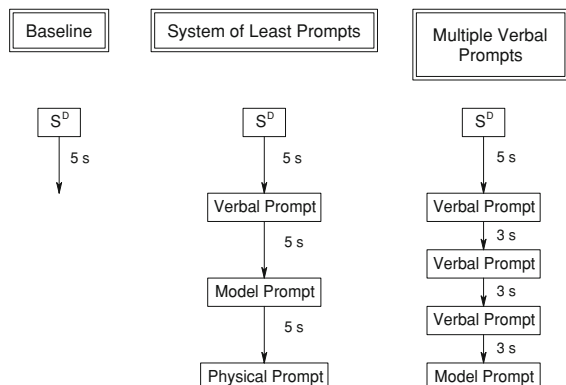 Baseline
System of Least Prompts
Multiple Verbal
Prompts
S^D
S^D
S^D
5 s
5 s
5 s
Verbal Prompt
Verbal Prompt
5 s
3 s
Verbal Prompt
Model Prompt
3 s
Verbal Prompt
5 s
3 s
Physical Prompt
Model Prompt